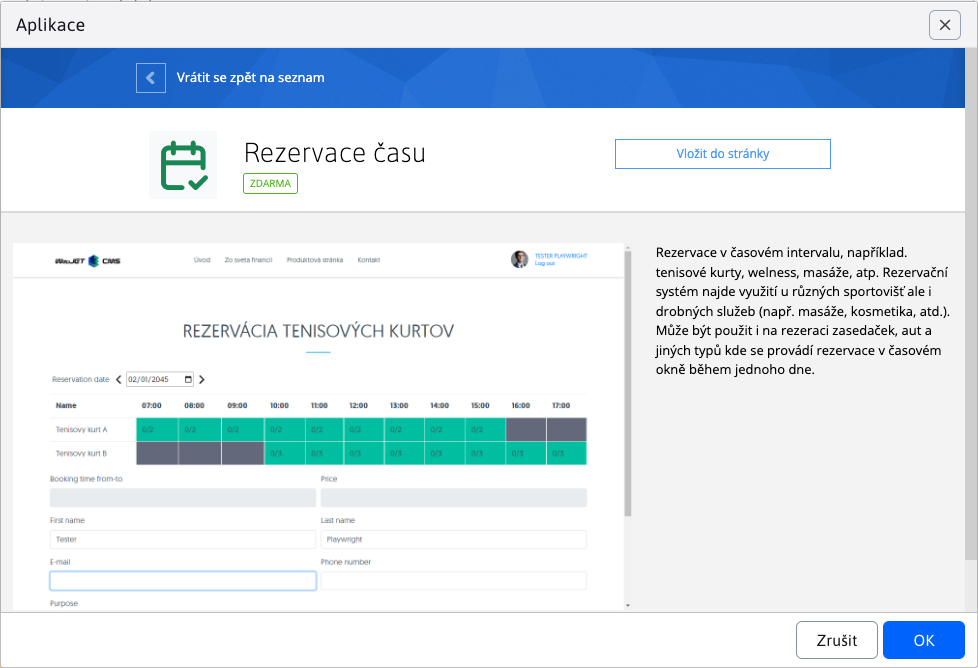 Aplikace
Vrátit se zpět na seznam
Rezervace času
ZDARMA
Vložit do stránky
WebJET CMS
Úvod Zo sveta financií Produktová stránka Kontakt
TESTER PLAYWRIGHT
Log out
REZERVÁCIA TENISOVÝCH KURTOV
Reservation date 02/01/2045
Name 07:00 08:00 09:00 10:00 11:00 12:00 13:00 14:00 15:00 16:00 17:00
Tenisovy kurt A 0/2 0/2 0/2 0/2 0/2 0/2 0/2 0/2 0/2
Tenisovy kurt B 0/3 0/3 0/3 0/3 0/3 0/3 0/3 0/3
Booking time from-to Price
First name Last name
Tester Playwright
E-mail Phone number
Purpose
Rezervace v časovém intervalu, například.
tenisové kurty, welness, masáže, atp. Rezervační
systém najde využití u různých sportovišť ale i
drobných služeb (např. masáže, kosmetika, atd.).
Může být použit i na rezeraci zasedaček, aut a
jiných typů kde se provádí rezervace v časovém
okně během jednoho dne.
Zrušit OK